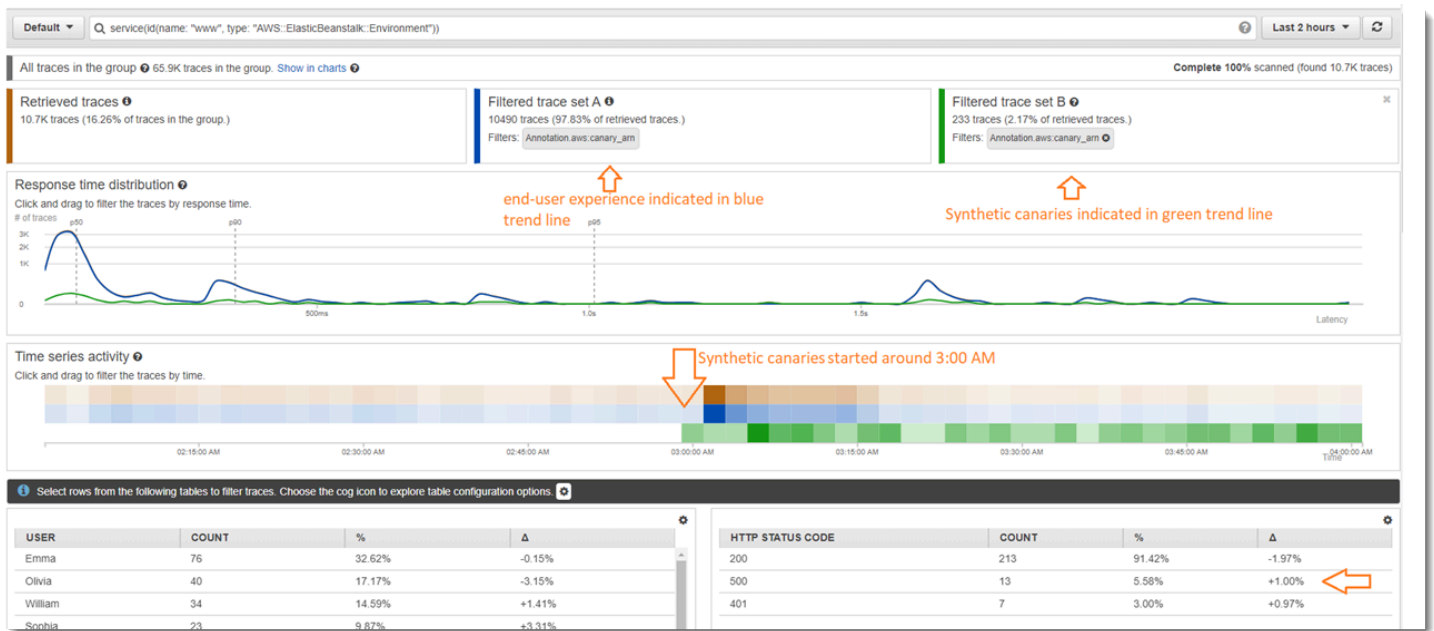 Default
service(id(name: "www", type: "AWS::ElasticBeanstalk::Environment"))
Last 2 hours
All traces in the group 65.9K traces in the group. Show in charts
Complete 100% scanned (found 10.7K traces)
Retrieved traces
10.7K traces (16.26% of traces in the group.)
Filtered trace set A
10490 traces (97.83% of retrieved traces.)
Filters: Annotation.aws:canary_arn
Filtered trace set B
233 traces (2.17% of retrieved traces.)
Filters: Annotation.aws:canary_arn
end-user experience indicated in blue
trend line
Synthetic canaries indicated in green trend line
Response time distribution
Click and drag to filter the traces by response time.
# of traces
p50 p90 p95
3K
2K
1K
0
500ms 1.0s 1.5s
Latency
Time series activity
Click and drag to filter the traces by time.
Synthetic canaries started around 3:00 AM
02:15:00 AM 02:30:00 AM 02:45:00 AM 03:00:00 AM 03:15:00 AM 03:30:00 AM 03:45:00 AM 04:00:00 AM
Time
Select rows from the following tables to filter traces. Choose the cog icon to explore table configuration options.
USER COUNT % Δ
Emma 76 32.62% -0.15%
Olivia 40 17.17% -3.15%
William 34 14.59% +1.41%
Sophia 23 9.87% +3.31%
HTTP STATUS CODE COUNT % Δ
200 213 91.42% -1.97%
500 13 5.58% +1.00%
401 7 3.00% +0.97%